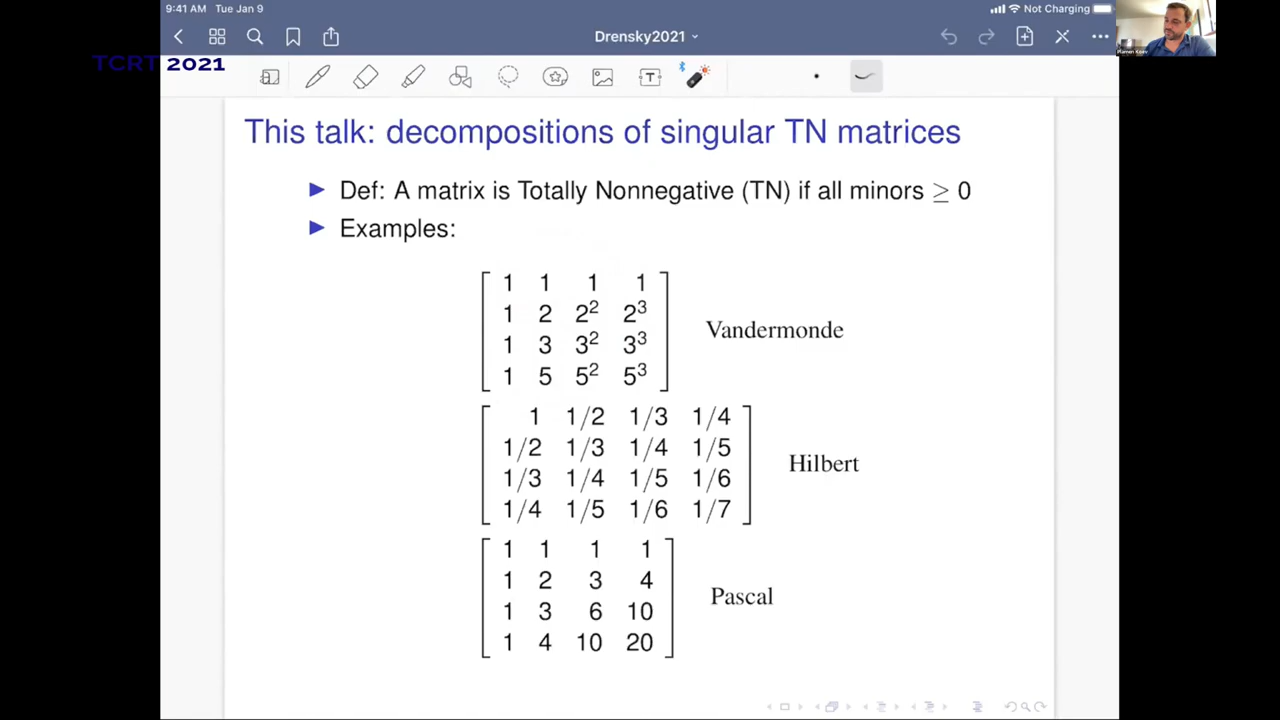 9:41 AM Tue Jan 9
Not Charging
Drensky2021
TCRT 2021
T
This talk: decompositions of singular TN matrices
Def: A matrix is Totally Nonnegative (TN) if all minors ≥ 0
Examples:
1 1 1 1
1 2 2² 2³
1 3 3² 3³
1 5 5² 5³
Vandermonde
1 1/2 1/3 1/4
1/2 1/3 1/4 1/5
1/3 1/4 1/5 1/6
1/4 1/5 1/6 1/7
Hilbert
1 1 1 1
1 2 3 4
1 3 6 10
1 4 10 20
Pascal